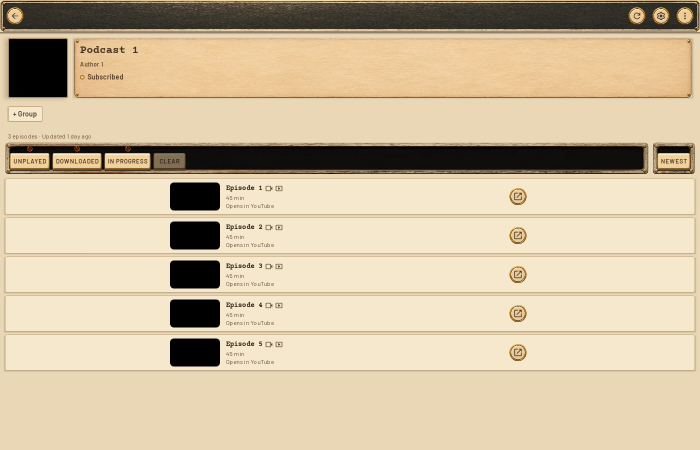 Podcast 1
Author 1
Subscribed
+ Group
3 episodes · Updated 1 day ago
UNPLAYED DOWNLOADED IN PROGRESS CLEAR NEWEST
Episode 1
45 min
Opens in YouTube
Episode 2
45 min
Opens in YouTube
Episode 3
45 min
Opens in YouTube
Episode 4
45 min
Opens in YouTube
Episode 5
45 min
Opens in YouTube